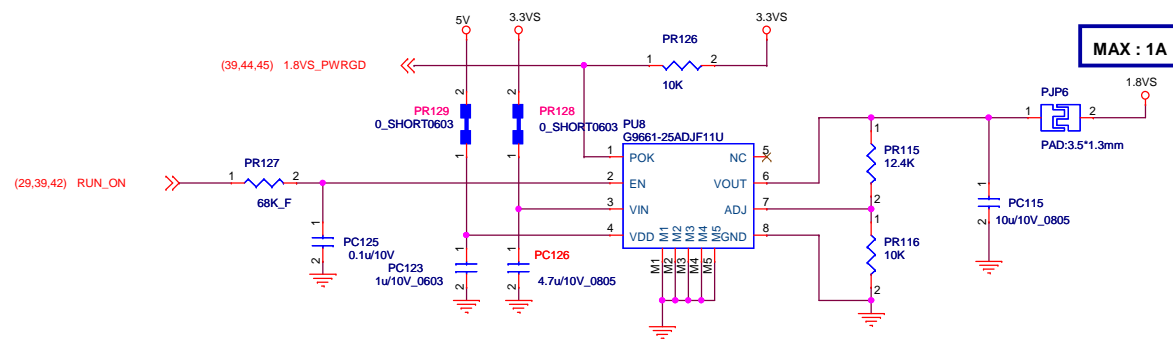 5V
3.3VS
3.3VS
PR126
1
2
10K
(39,44,45) 1.8VS_PWRGD
MAX : 1A
1.8VS
PJP6
1
2
PAD:3.5*1.3mm
2
PR129
0_SHORT0603
1
2
PR128
0_SHORT0603
1
PU8
G9661-25ADJF11U
1
POK
NC
5
2
EN
VOUT
6
3
VIN
ADJ
7
4
VDD
GND
8
M1
M2
M3
M4
M5
M1
M2
M3
M4
M5
1
PR115
12.4K
2
1
PR116
10K
2
1
PC115
10u/10V_0805
2
(29,39,42) RUN_ON
PR127
1
2
68K_F
1
PC125
0.1u/10V
2
1
PC123
1u/10V_0603
2
1
PC126
4.7u/10V_0805
2